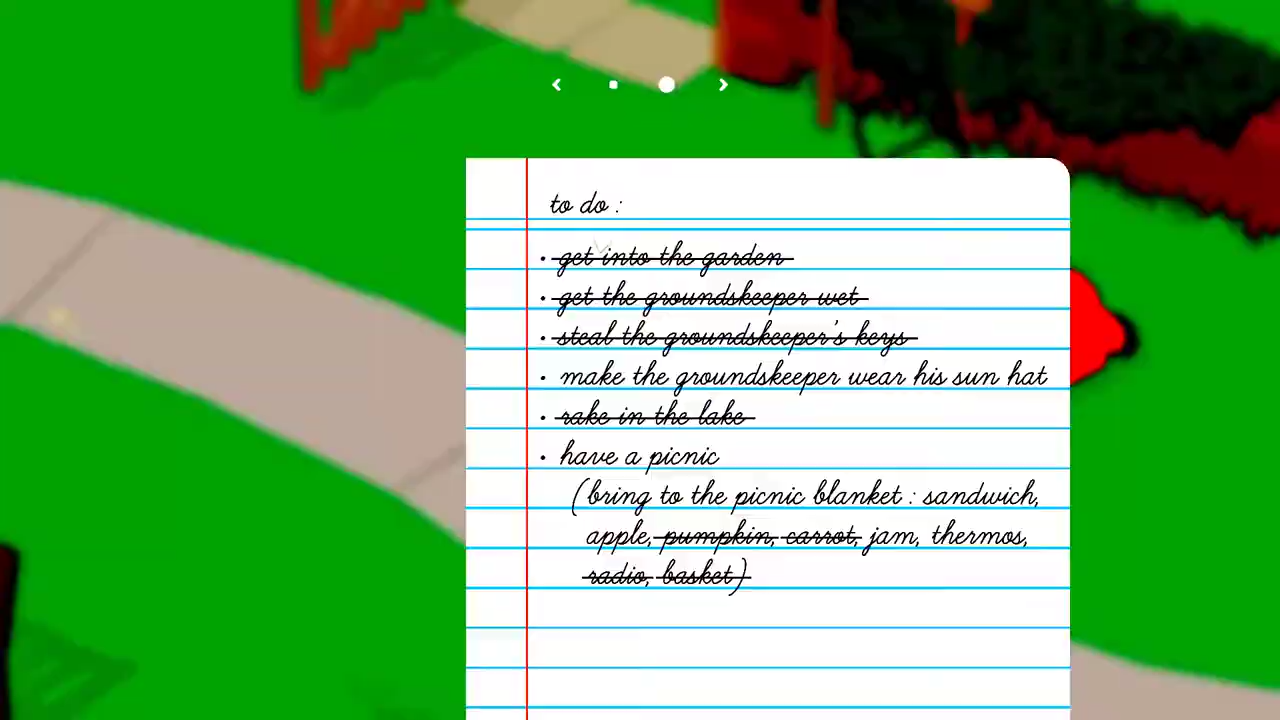 to do :
• get into the garden
• get the groundskeeper wet
• steal the groundskeeper's keys
• make the groundskeeper wear his sun hat
• rake in the lake
• have a picnic
(bring to the picnic blanket : sandwich,
apple, pumpkin, carrot, jam, thermos,
radio, basket)